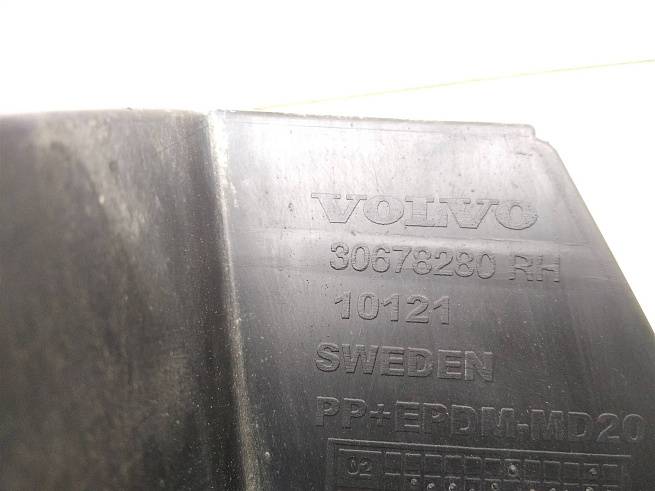 VOLVO
30678280 RH
10121
SWEDEN
PP+EPDM-MD20
02